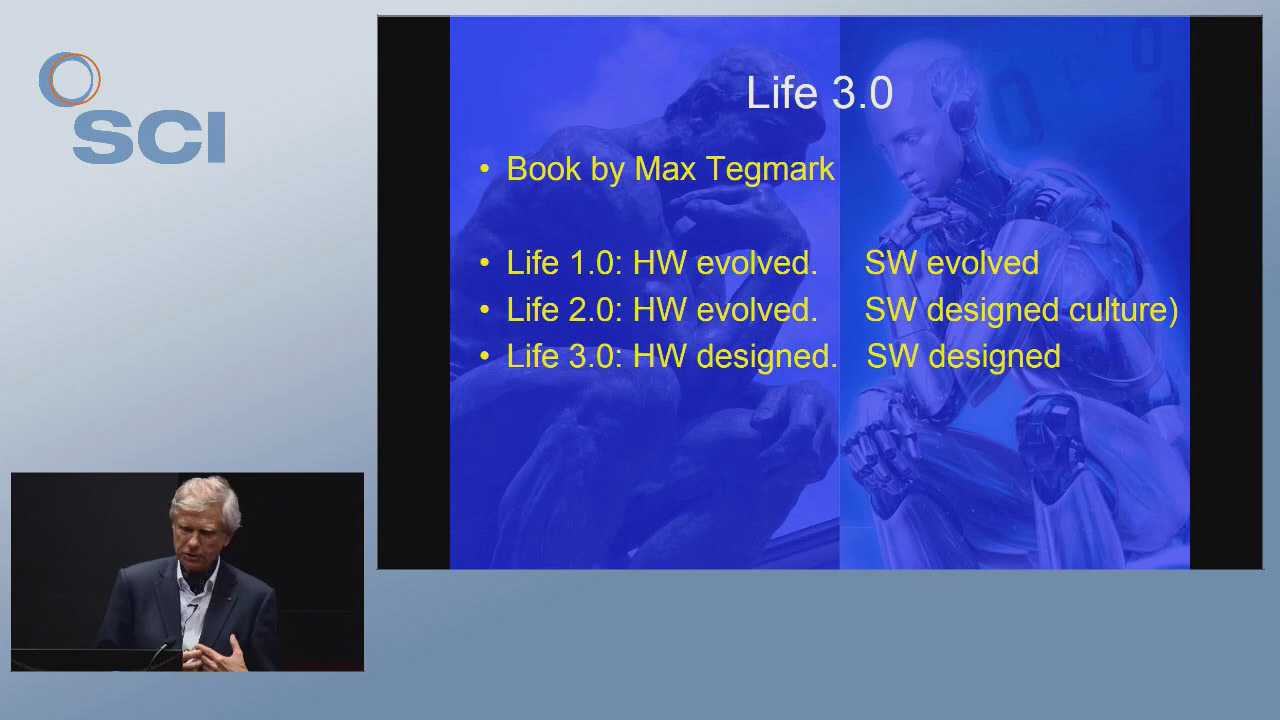 SCI
Life 3.0
• Book by Max Tegmark
• Life 1.0: HW evolved. SW evolved
• Life 2.0: HW evolved. SW designed culture)
• Life 3.0: HW designed. SW designed